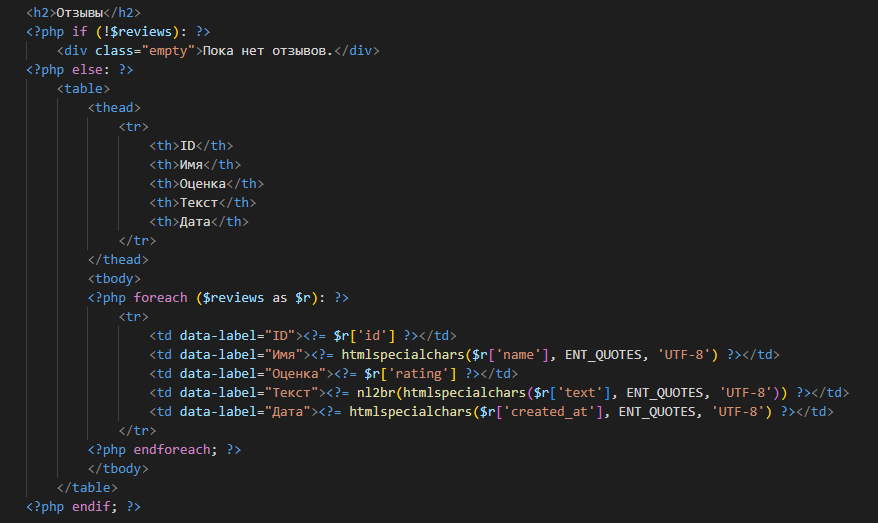 <h2>Отзывы</h2>
<?php if (!$reviews): ?>
<div class="empty">Пока нет отзывов.</div>
<?php else: ?>
<table>
<thead>
<tr>
<th>ID</th>
<th>Имя</th>
<th>Оценка</th>
<th>Текст</th>
<th>Дата</th>
</tr>
</thead>
<tbody>
<?php foreach ($reviews as $r): ?>
<tr>
<td data-label="ID"><?= $r['id'] ?></td>
<td data-label="Имя"><?= htmlspecialchars($r['name'], ENT_QUOTES, 'UTF-8') ?></td>
<td data-label="Оценка"><?= $r['rating'] ?></td>
<td data-label="Текст"><?= nl2br(htmlspecialchars($r['text'], ENT_QUOTES, 'UTF-8')) ?></td>
<td data-label="Дата"><?= htmlspecialchars($r['created_at'], ENT_QUOTES, 'UTF-8') ?></td>
</tr>
<?php endforeach; ?>
</tbody>
</table>
<?php endif; ?>